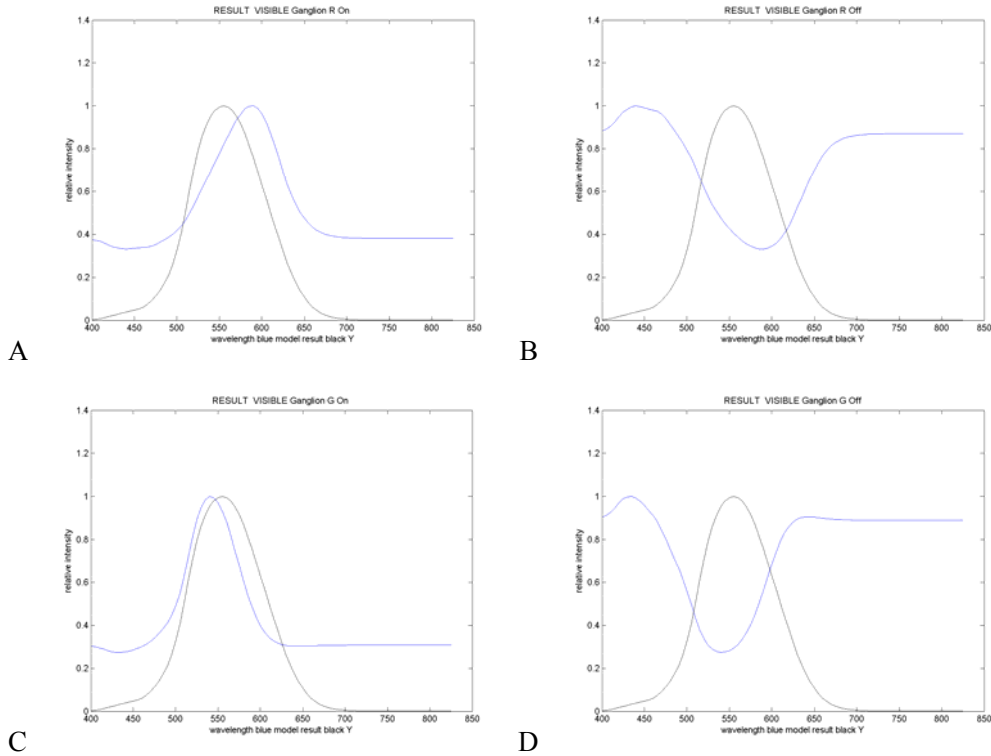 RESULT VISIBLE Ganglion R On
1.4
1.2
1
0.8
0.6
0.4
0.2
0
relative intensity
400 450 500 550 600 650 700 750 800 850
wavelength blue model result black Y
A
RESULT VISIBLE Ganglion R Off
1.4
1.2
1
0.8
0.6
0.4
0.2
0
relative intensity
400 450 500 550 600 650 700 750 800 850
wavelength blue model result black Y
B
RESULT VISIBLE Ganglion G On
1.4
1.2
1
0.8
0.6
0.4
0.2
0
relative intensity
400 450 500 550 600 650 700 750 800 850
wavelength blue model result black Y
C
RESULT VISIBLE Ganglion G Off
1.4
1.2
1
0.8
0.6
0.4
0.2
0
relative intensity
400 450 500 550 600 650 700 750 800 850
wavelength blue model result black Y
D